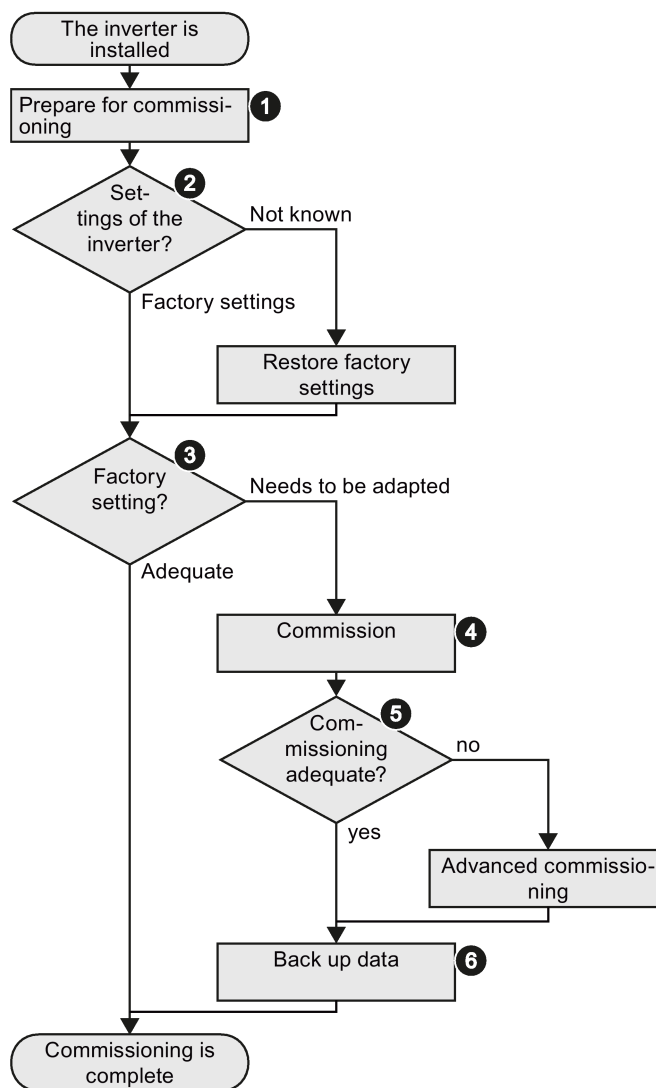 The inverter is
installed
Prepare for commissi-
oning
1
Set-
tings of the
inverter?
2
Not known
Factory settings
Restore factory
settings
Factory
setting?
3
Needs to be adapted
Adequate
Commission
4
Com-
missioning
adequate?
5
no
yes
Advanced commissio-
ning
Back up data
6
Commissioning is
complete